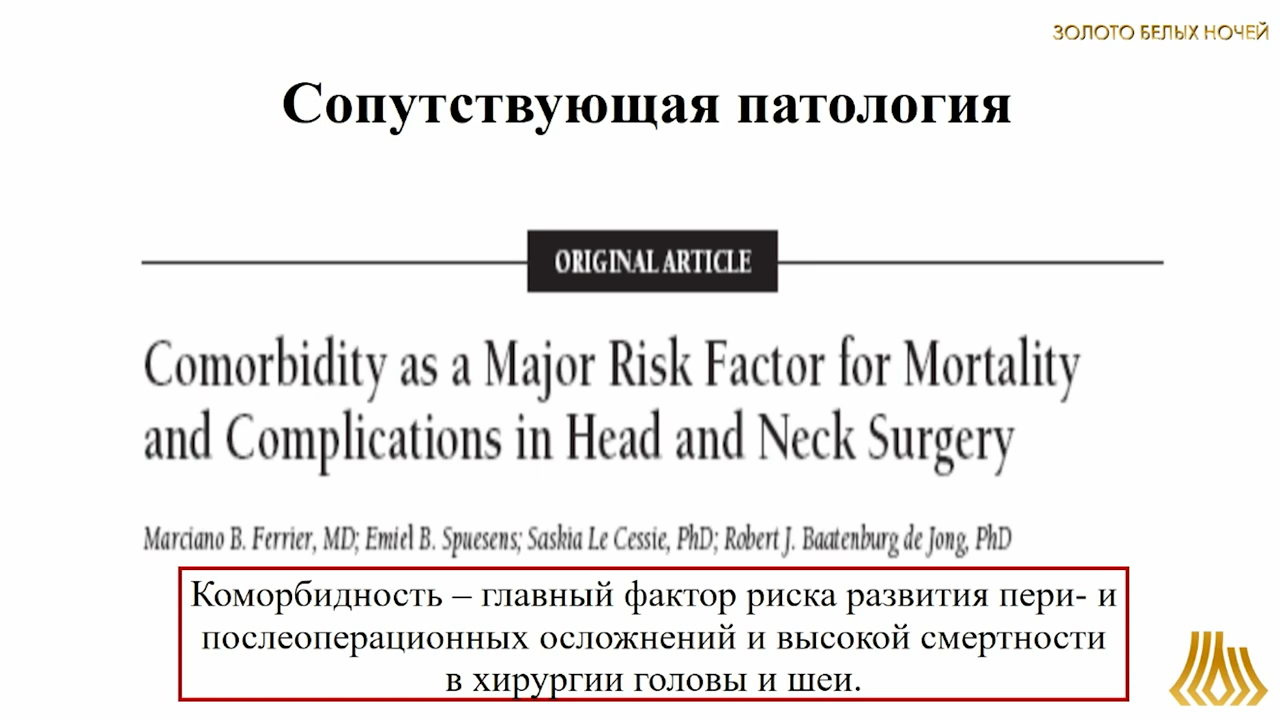 ЗОЛОТО БЕЛЫХ НОЧЕЙ
Сопутствующая патология
ORIGINAL ARTICLE
Comorbidity as a Major Risk Factor for Mortality
and Complications in Head and Neck Surgery
Marciano B. Ferrier, MD; Emiel B. Spuesens; Saskia Le Cessie, PhD; Robert J. Baatenburg de Jong, PhD
Коморбидность – главный фактор риска развития пери- и
послеоперационных осложнений и высокой смертности
в хирургии головы и шеи.